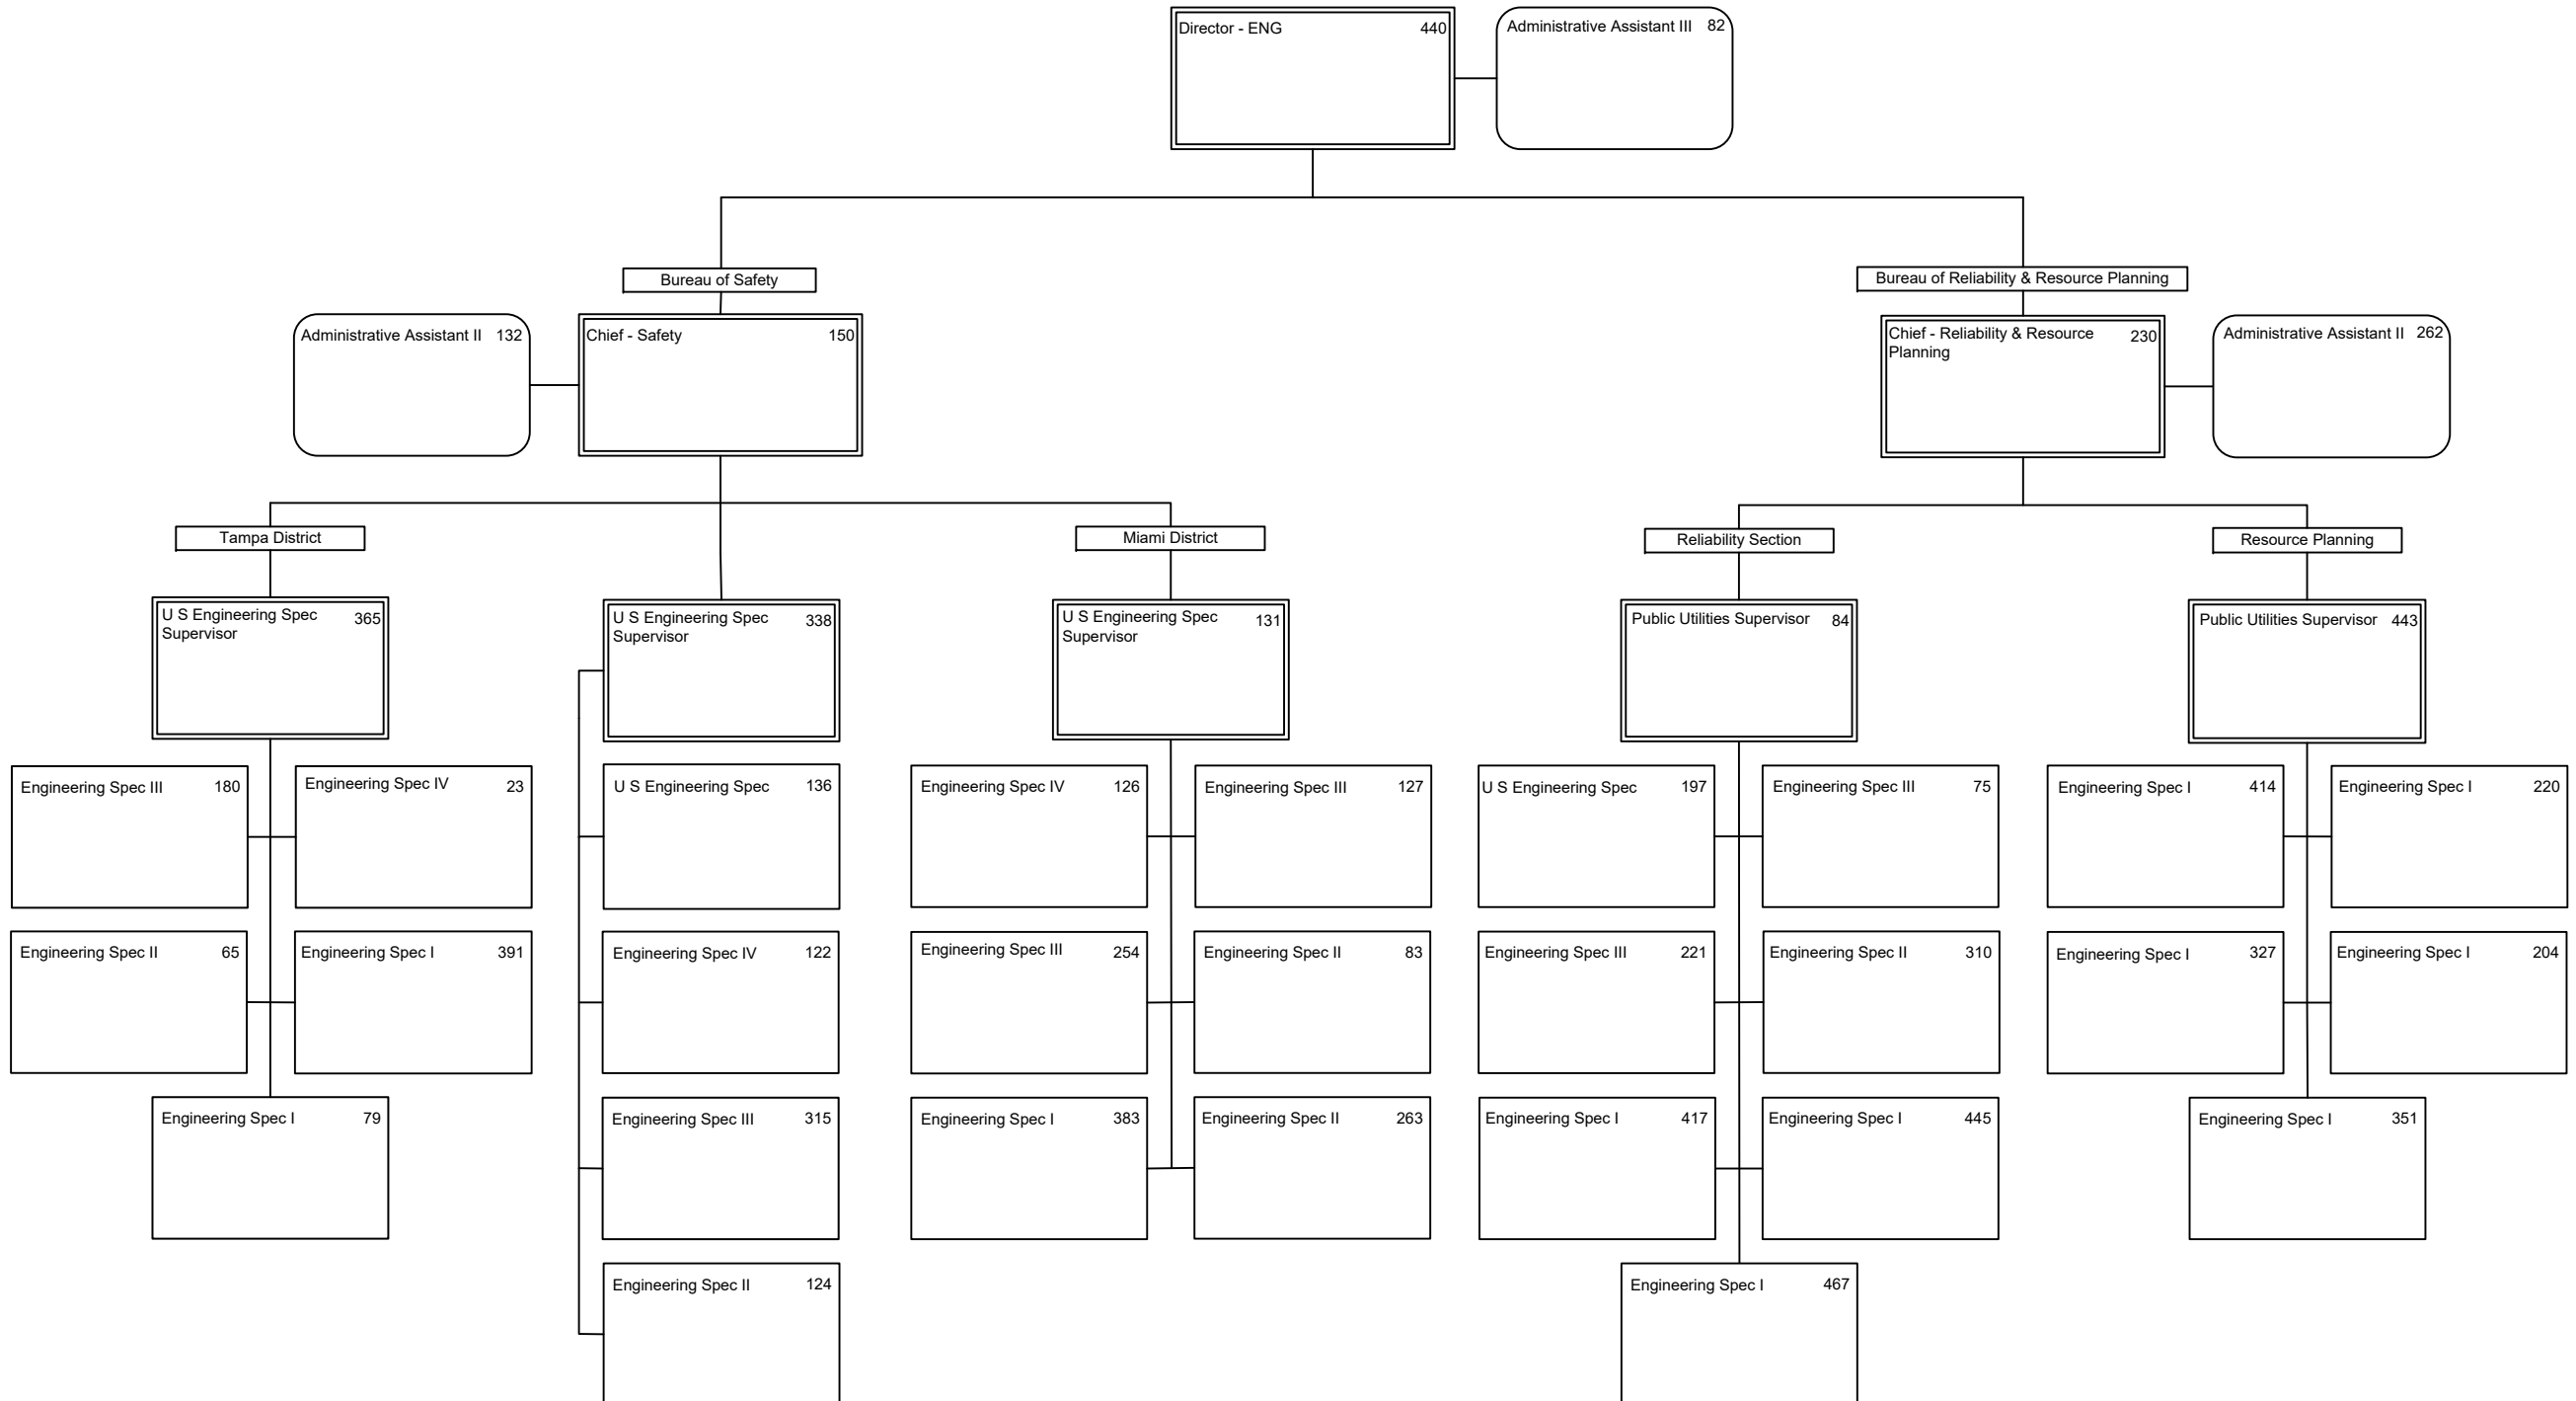 Director - ENG 440
Administrative Assistant III 82
Bureau of Safety
Bureau of Reliability & Resource Planning
Administrative Assistant II 132
Chief - Safety 150
Chief - Reliability & Resource
Planning
230
Administrative Assistant II 262
Tampa District
Miami District
Reliability Section
Resource Planning
U S Engineering Spec
Supervisor
365
U S Engineering Spec
Supervisor
338
U S Engineering Spec
Supervisor
131
Public Utilities Supervisor 84
Public Utilities Supervisor 443
Engineering Spec III 180
Engineering Spec IV 23
U S Engineering Spec 136
Engineering Spec IV 126
Engineering Spec III 127
U S Engineering Spec 197
Engineering Spec III 75
Engineering Spec I 414
Engineering Spec I 220
Engineering Spec II 65
Engineering Spec I 391
Engineering Spec IV 122
Engineering Spec III 254
Engineering Spec II 83
Engineering Spec III 221
Engineering Spec II 310
Engineering Spec I 327
Engineering Spec I 204
Engineering Spec I 79
Engineering Spec III 315
Engineering Spec I 383
Engineering Spec II 263
Engineering Spec I 417
Engineering Spec I 445
Engineering Spec I 351
Engineering Spec II 124
Engineering Spec I 467